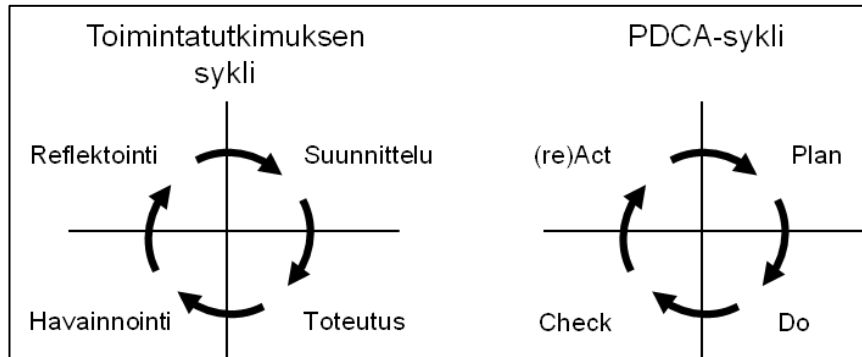 Toimintatutkimuksen
sykli
Reflektointi
Suunnittelu
Havainnointi
Toteutus
PDCA-sykli
(re)Act
Plan
Check
Do